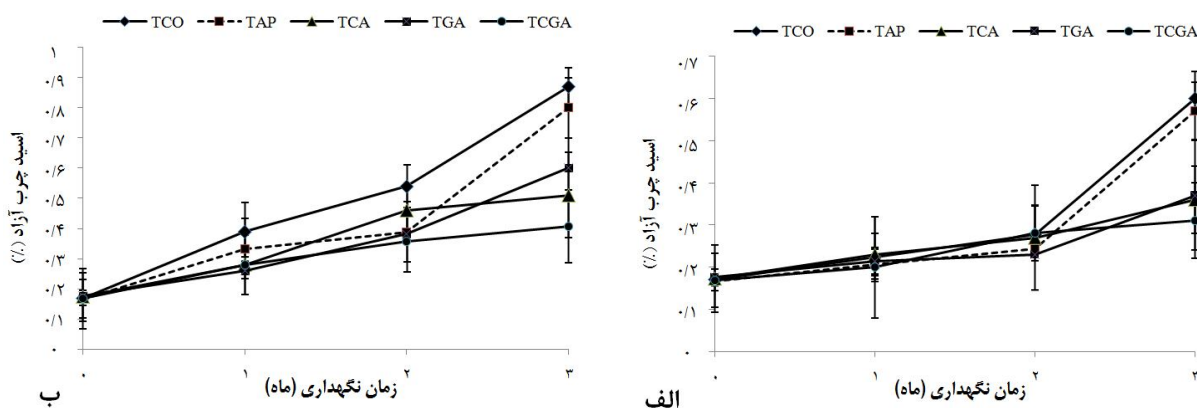 TCO TAP TCA TGA TCGA
۰/۷
۰/۶
۰/۵
۰/۴
۰/۳
۰/۲
۰/۱
۰
اسید چرب آزاد (%)
۰ ۱ ۲ ۳
زمان نگهداری (ماه)
الف
TCO TAP TCA TGA TCGA
۱
۰/۹
۰/۸
۰/۷
۰/۶
۰/۵
۰/۴
۰/۳
۰/۲
۰/۱
۰
اسید چرب آزاد (%)
۰ ۱ ۲ ۳
زمان نگهداری (ماه)
ب